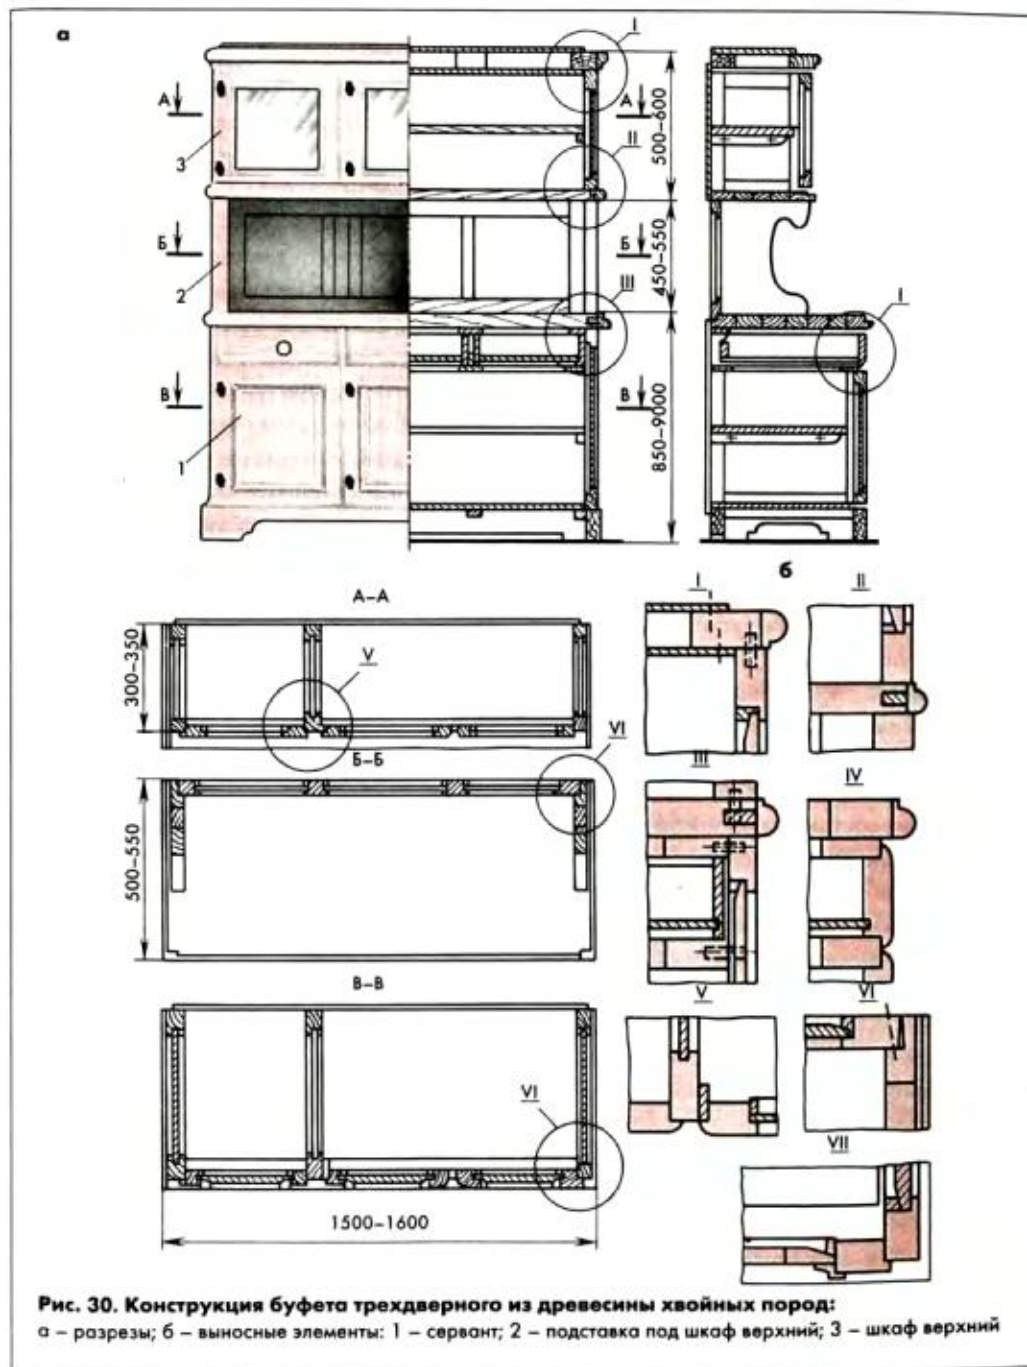 а
I
А
А
500–600
3
II
Б
Б
450–550
2
III
I
В
В
850–9000
1
б
А–А
I
II
300–350
V
VI
Б–Б
III
IV
500–550
В–В
V
VI
VI
VII
1500–1600
Рис. 30. Конструкция буфета трехдверного из древесины хвойных пород:
а – разрезы; б – выносные элементы: 1 – сервант; 2 – подставка под шкаф верхний; 3 – шкаф верхний